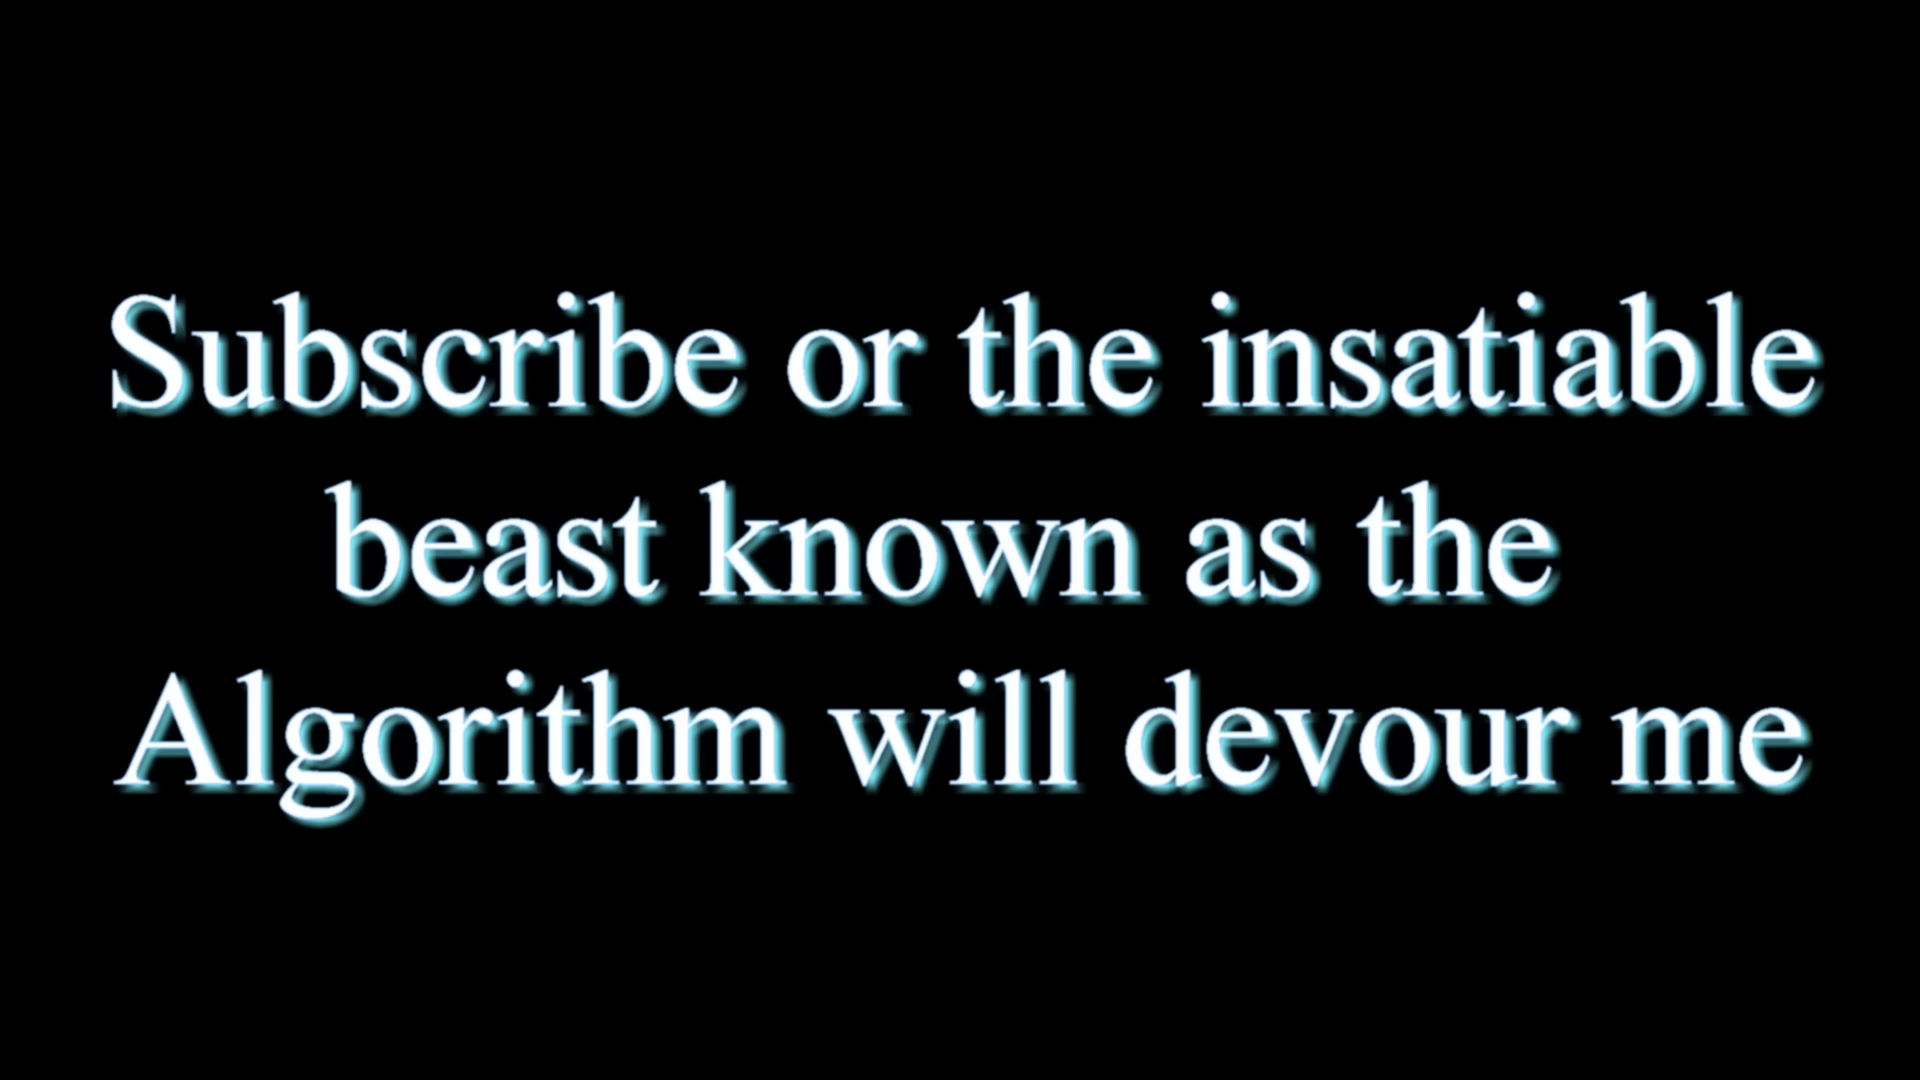 Subscribe or the insatiable
beast known as the
Algorithm will devour me